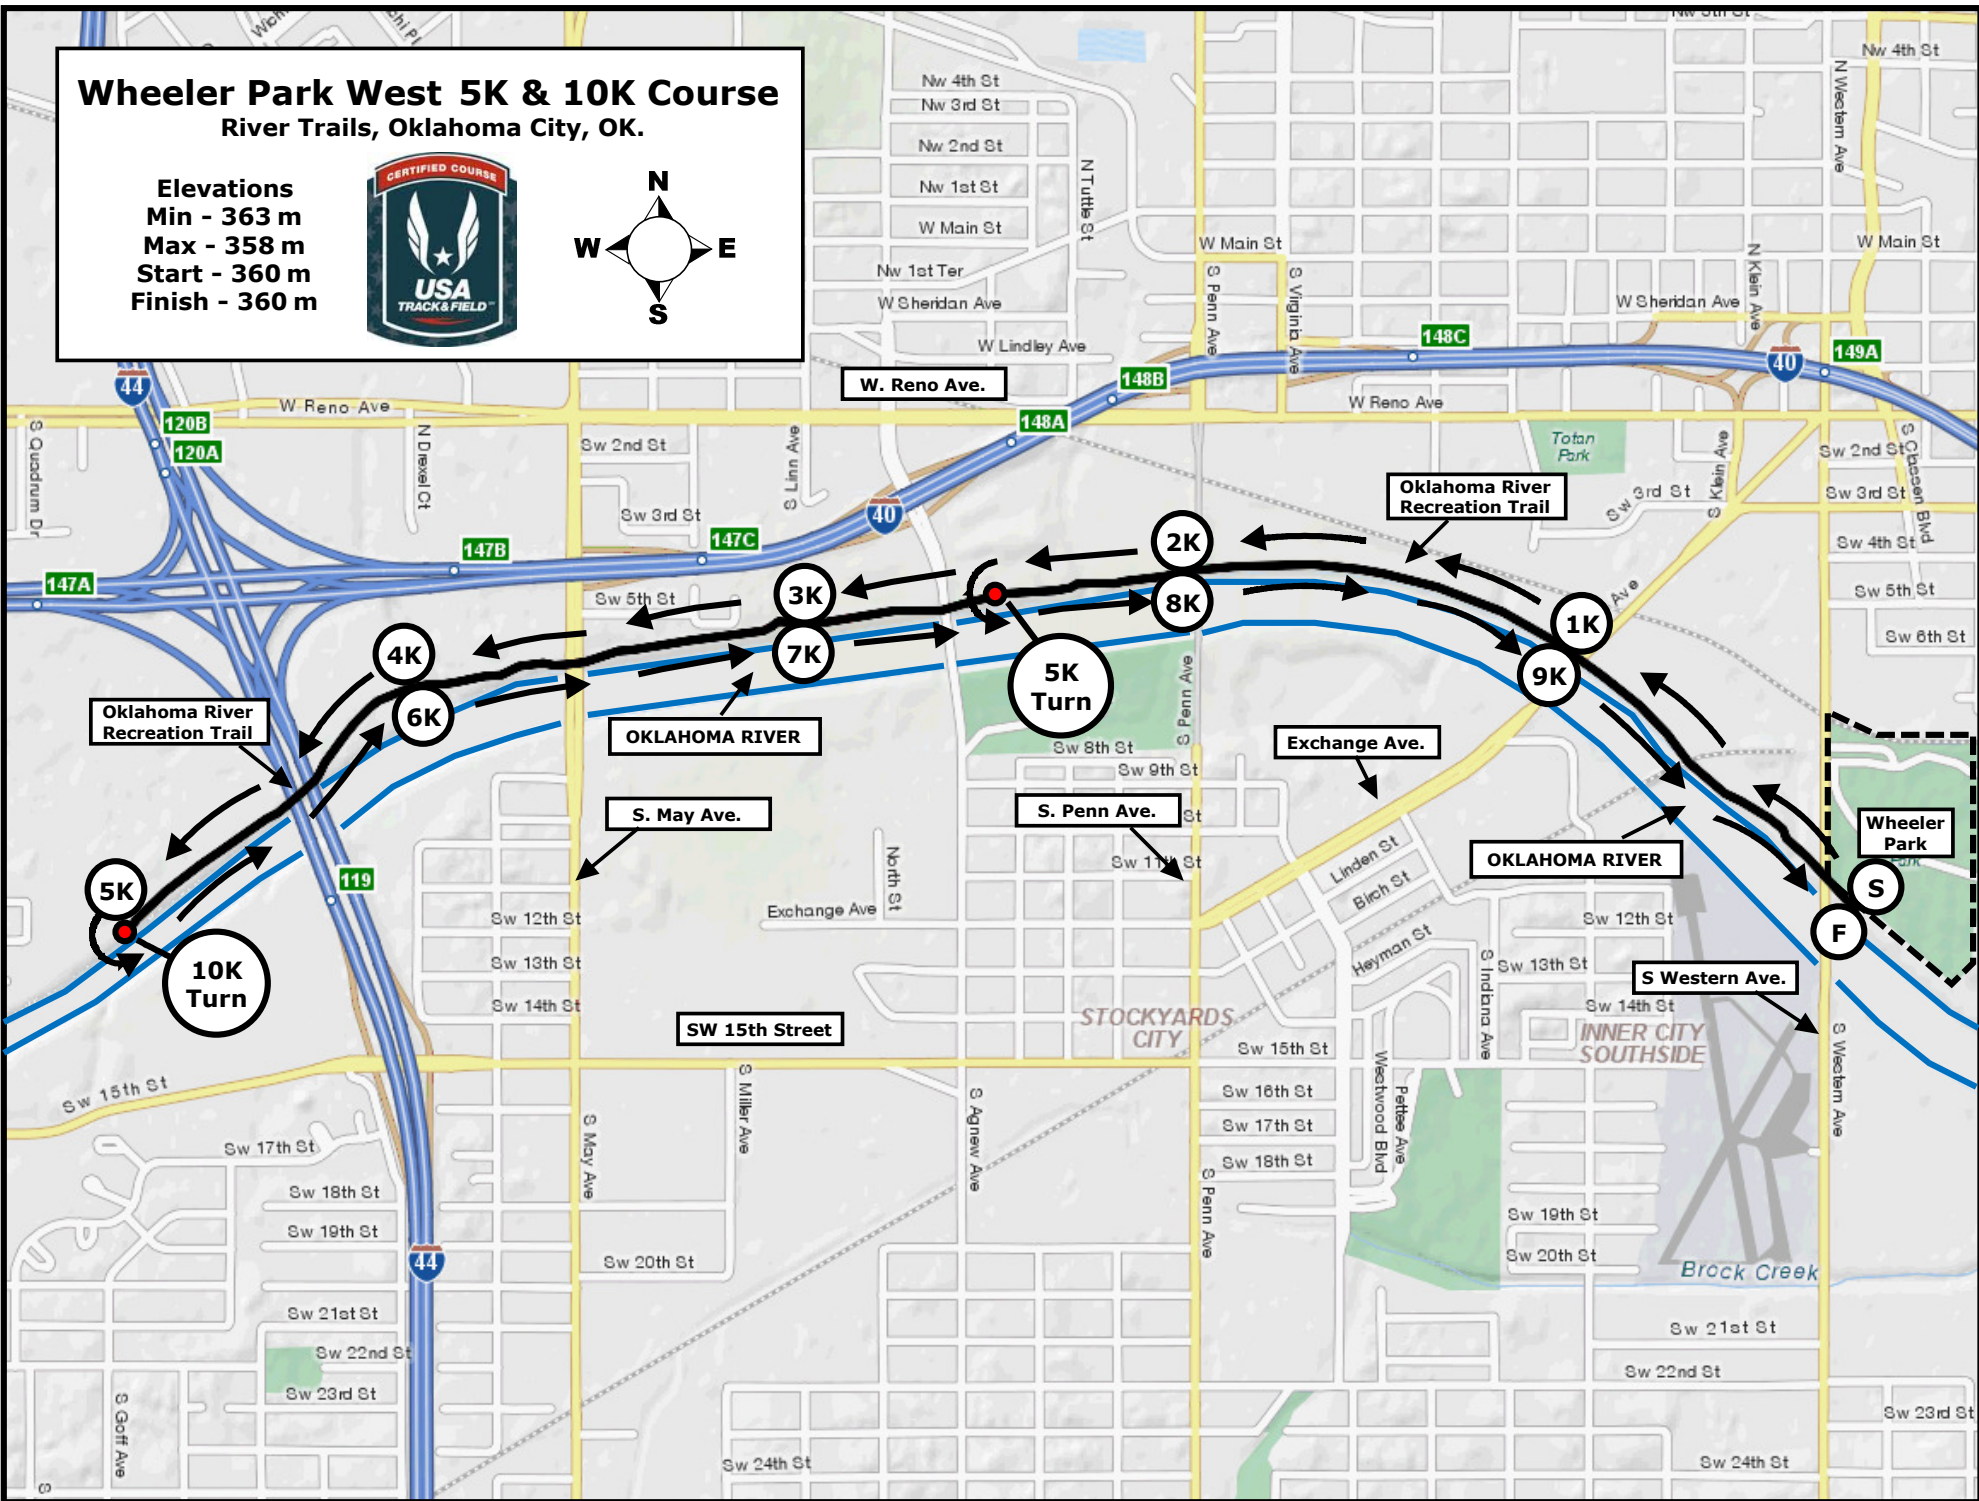 Nw 5th St
Nw 4th St
Wheeler Park West 5K & 10K Course
River Trails, Oklahoma City, OK.
Elevations
Min - 363 m
Max - 358 m
Start - 360 m
Finish - 360 m
CERTIFIED COURSE
USA
TRACK&FIELD
N
W
E
S
Nw 4th St
Nw 3rd St
Nw 2nd St
Nw 1st St
W Main St
Nw 1st Ter
W Sheridan Ave
W Lindley Ave
N Tuttle St
W Main St
S Penn Ave
S Virginia Ave
N Western Ave
N Klein Ave
W Main St
W Sheridan Ave
148C
40
149A
148B
148A
W. Reno Ave.
W Reno Ave
44
W Reno Ave
120B
120A
S Quadrum Dr
N Drexel Ct
Sw 2nd St
S Linn Ave
Sw 3rd St
40
147C
147B
147A
Totan
Park
S Klein Ave
Sw 3rd St
Sw 2nd St
S Classen Blvd
Sw 3rd St
Sw 4th St
Sw 5th St
Sw 6th St
Oklahoma River
Recreation Trail
Ave
Sw 5th St
1K
2K
3K
4K
5K
6K
7K
8K
9K
5K
Turn
10K
Turn
Oklahoma River
Recreation Trail
OKLAHOMA RIVER
S. May Ave.
S. Penn Ave.
Exchange Ave.
OKLAHOMA RIVER
Wheeler
Park
Park
S
F
S Western Ave.
S Penn Ave
Sw 8th St
Sw 9th St
St
Sw 11th St
Linden St
Birch St
Heyman St
North St
Exchange Ave
119
Sw 12th St
Sw 13th St
Sw 14th St
Sw 12th St
Sw 13th St
Sw 14th St
S Indiana Ave
STOCKYARDS
CITY
INNER CITY
SOUTHSIDE
SW 15th Street
Sw 15th St
Sw 15th St
Sw 16th St
Sw 17th St
Sw 18th St
Westwood Blvd
Pettee Ave
S Western Ave
S Miller Ave
S May Ave
S Agnew Ave
S Penn Ave
Sw 17th St
Sw 18th St
Sw 19th St
44
Sw 20th St
Sw 19th St
Sw 20th St
Brock Creek
Sw 21st St
Sw 22nd St
Sw 23rd St
Sw 21st St
Sw 22nd St
Sw 23rd St
S Goff Ave
Sw 24th St
Sw 24th St
S